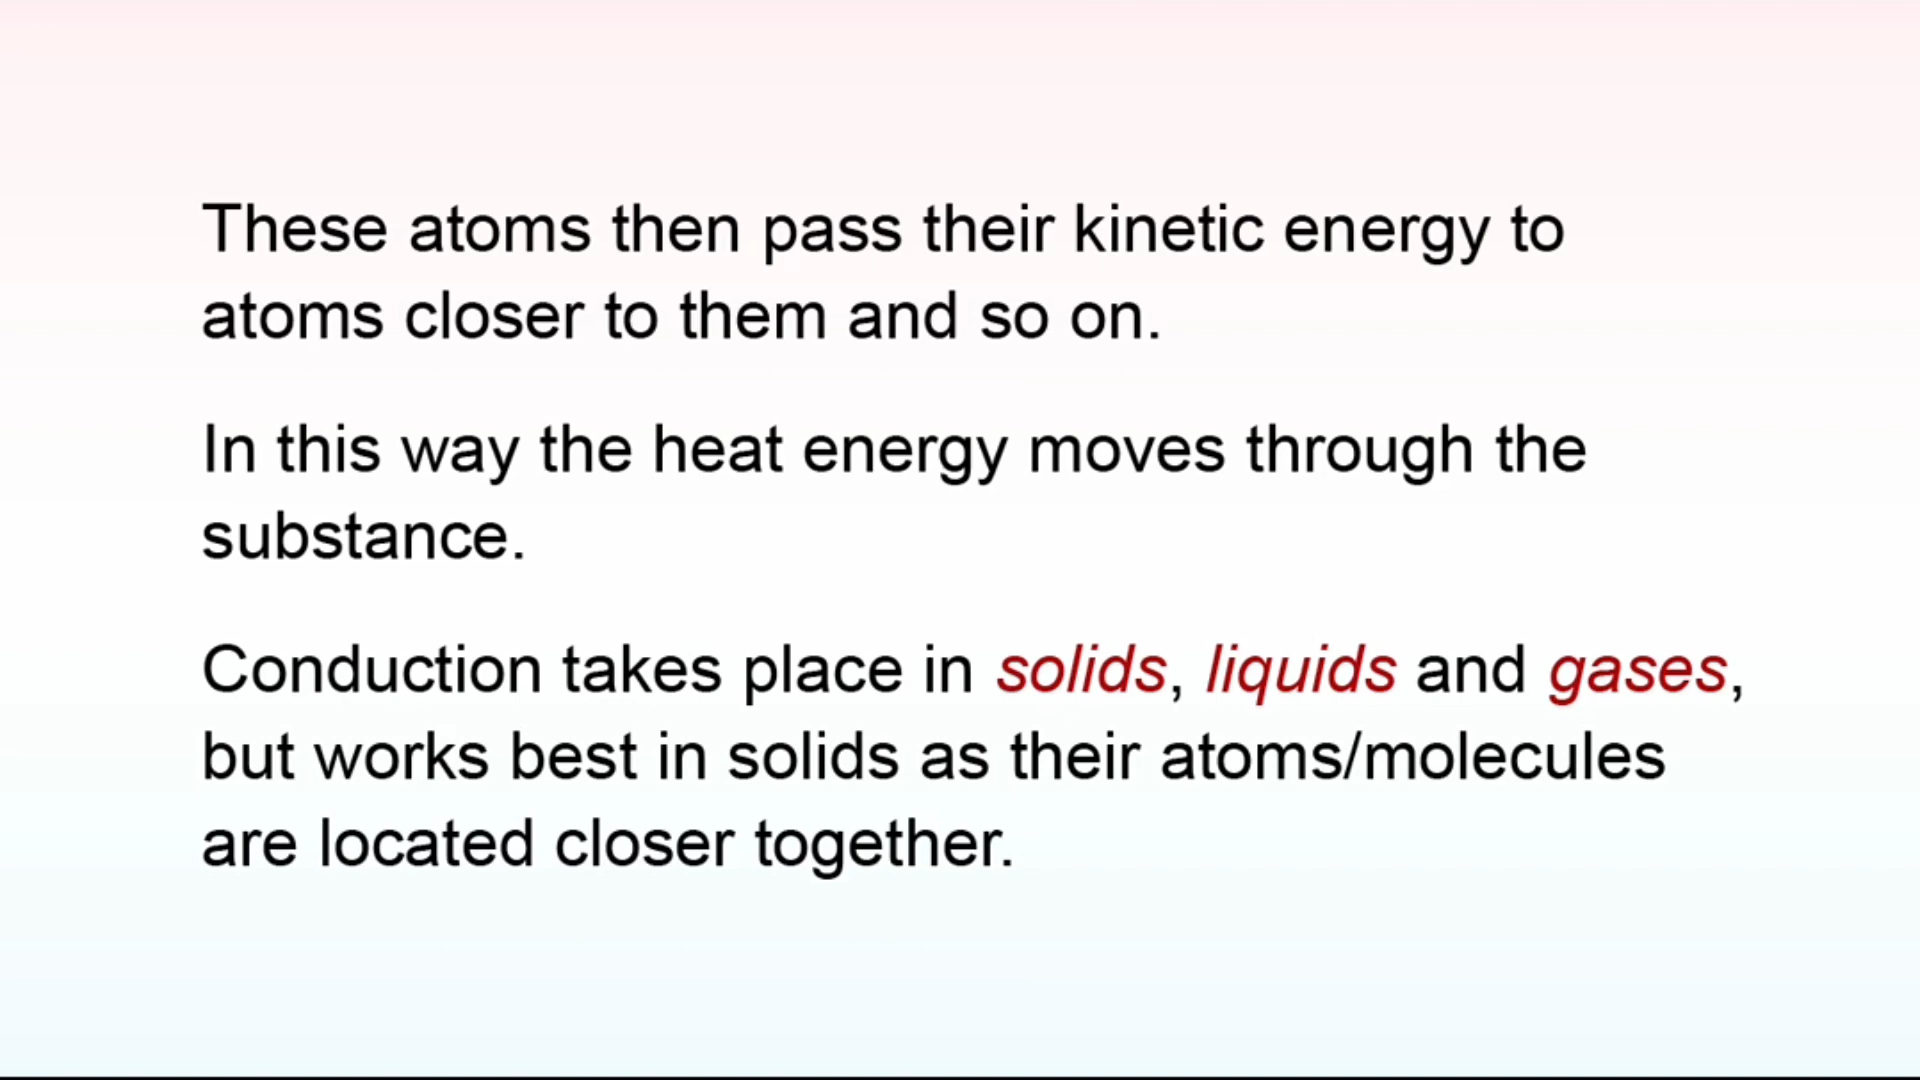 These atoms then pass their kinetic energy to
atoms closer to them and so on.
In this way the heat energy moves through the
substance.
Conduction takes place in solids, liquids and gases,
but works best in solids as their atoms/molecules
are located closer together.